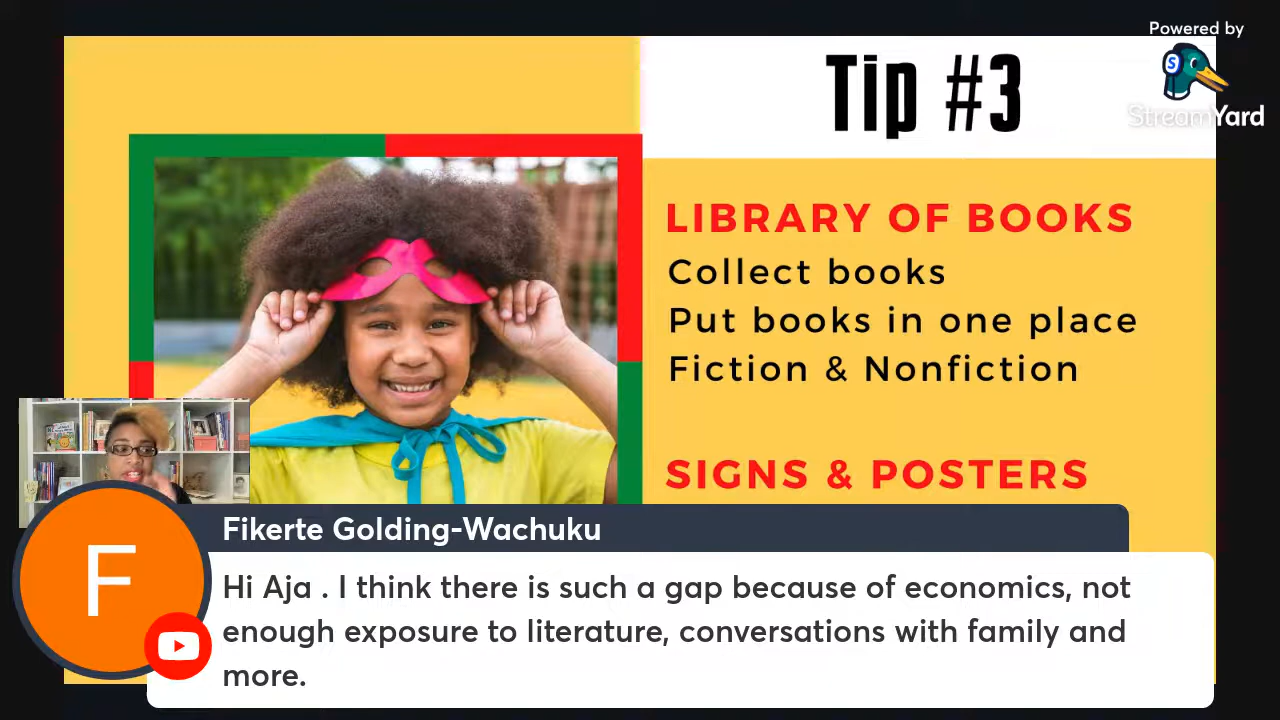 Powered by
StreamYard
Tip #3
LIBRARY OF BOOKS
Collect books
Put books in one place
Fiction & Nonfiction
SIGNS & POSTERS
F
Fikerte Golding-Wachuku
Hi Aja . I think there is such a gap because of economics, not
enough exposure to literature, conversations with family and
more.